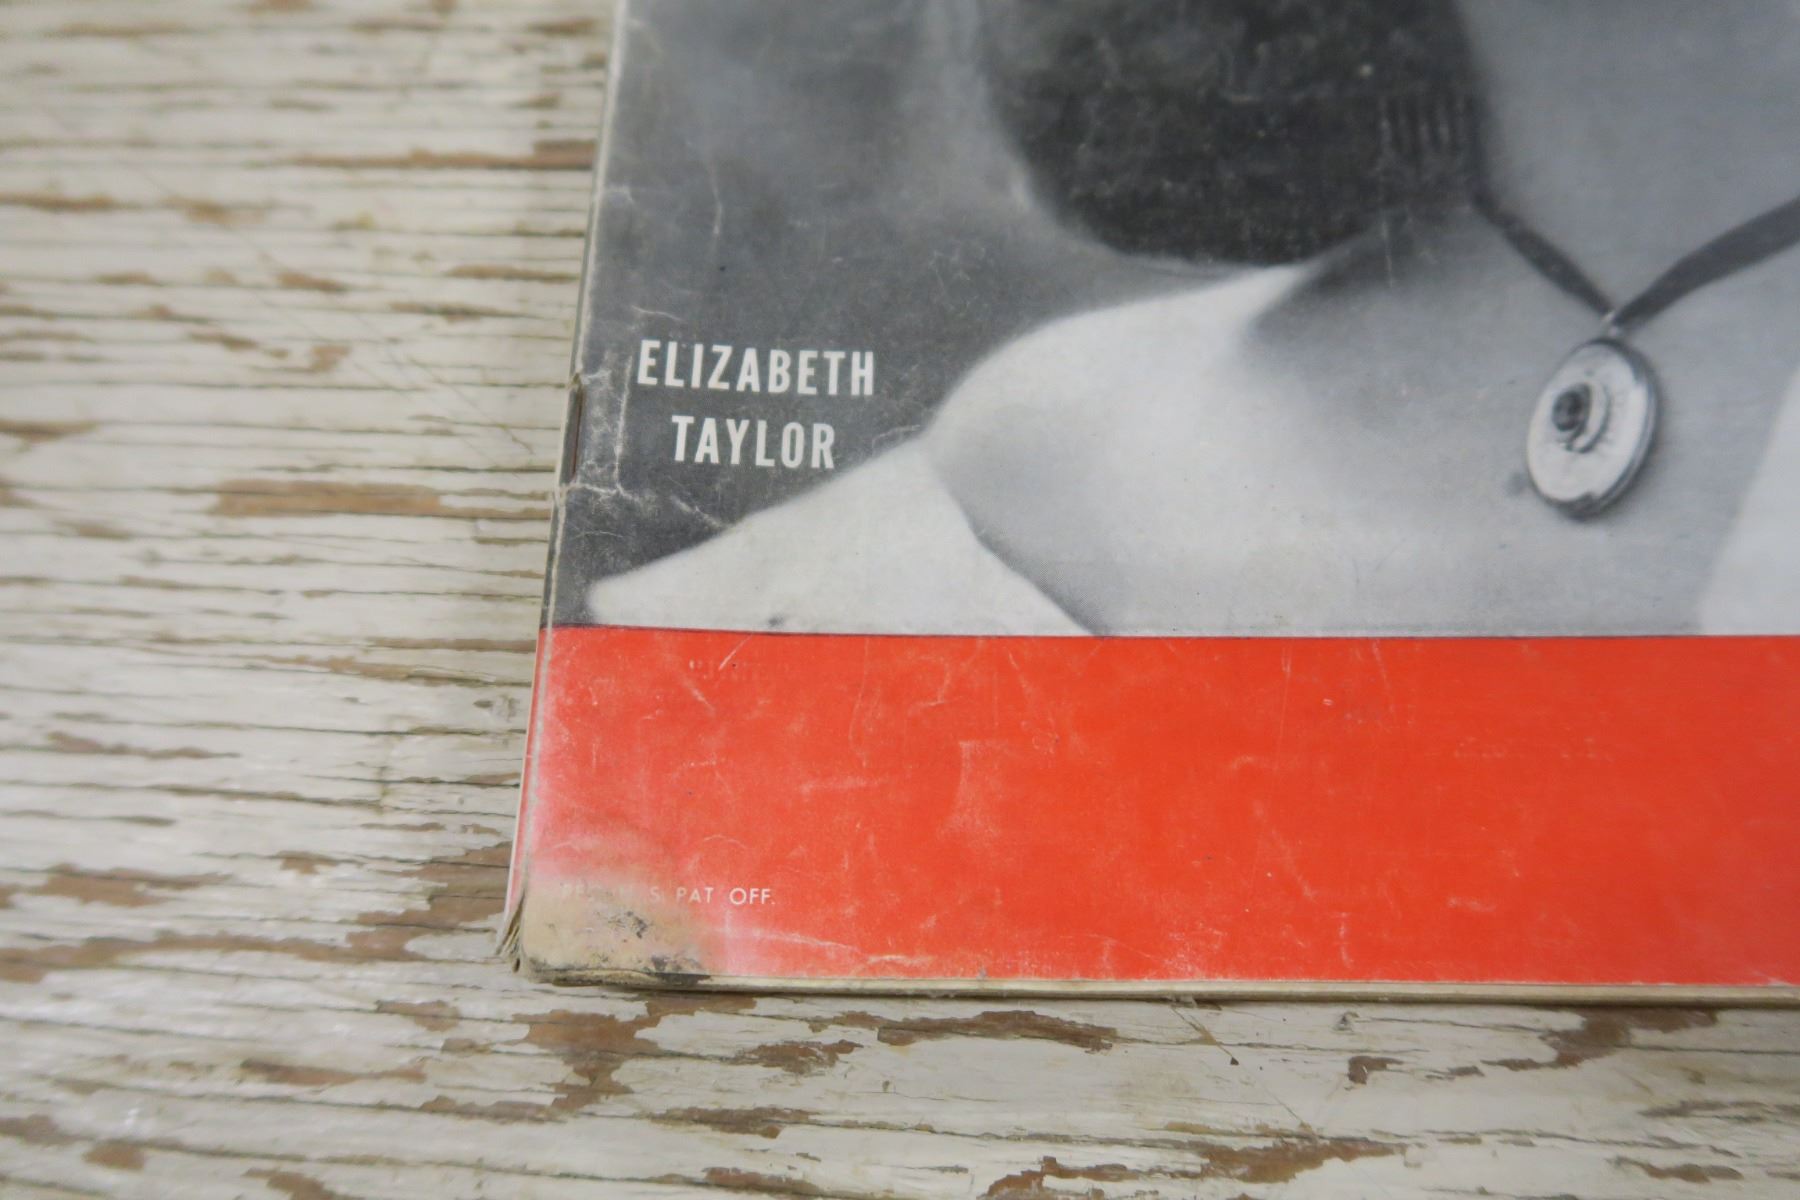 ELIZABETH
TAYLOR
S. PAT OFF.